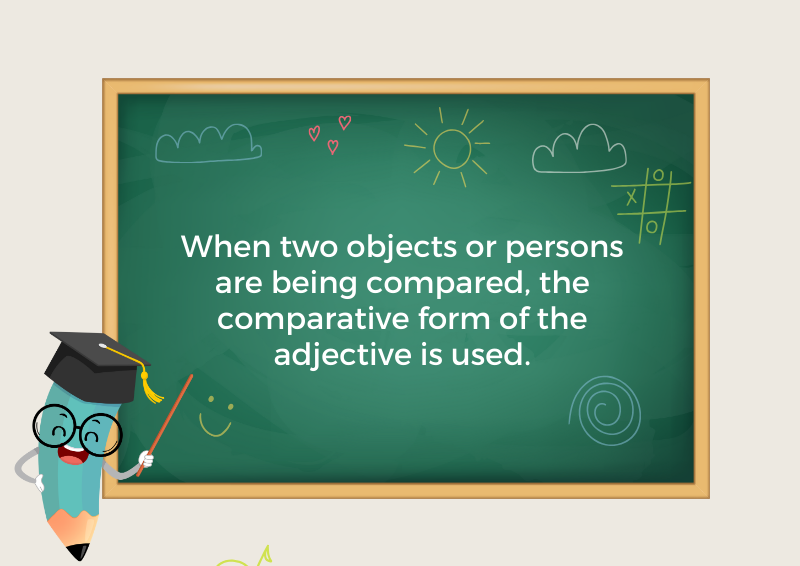 When two objects or persons
are being compared, the
comparative form of the
adjective is used.
O
X
O